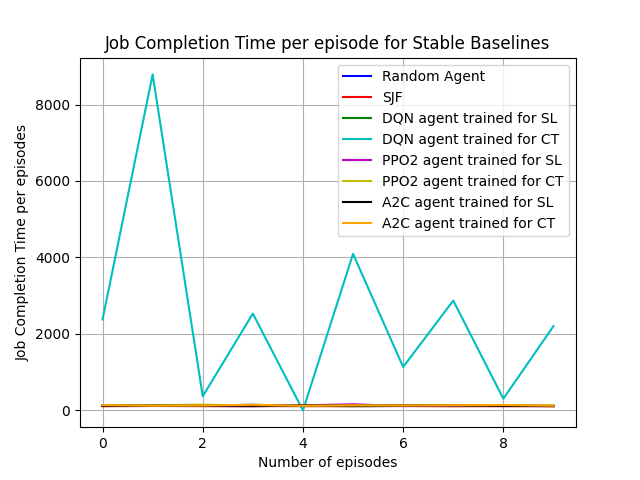 Job Completion Time per episode for Stable Baselines
Job Completion Time per episodes
8000
6000
4000
2000
0
Random Agent
SJF
DQN agent trained for SL
DQN agent trained for CT
PPO2 agent trained for SL
PPO2 agent trained for CT
A2C agent trained for SL
A2C agent trained for CT
0 2 4 6 8
Number of episodes